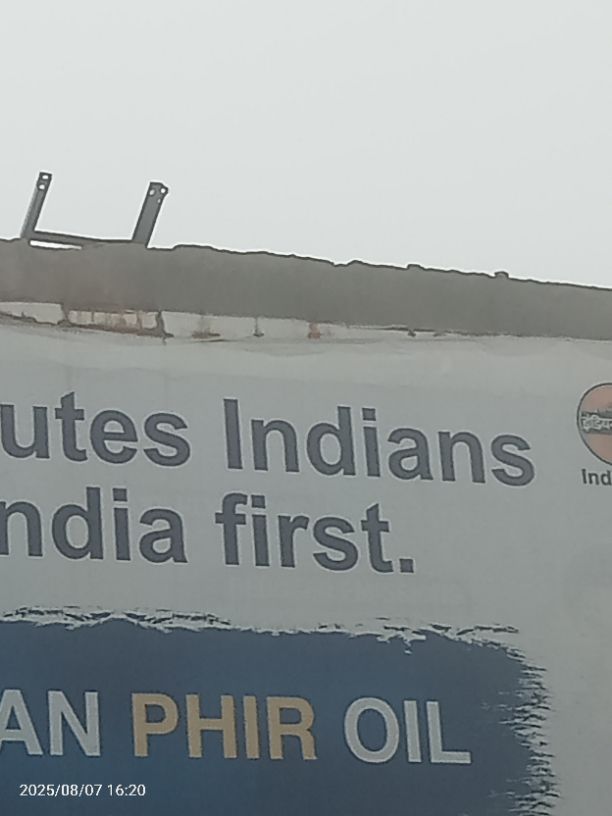 utes Indians
ndia first.
Ind
AN PHIR OIL
2025/08/07 16:20